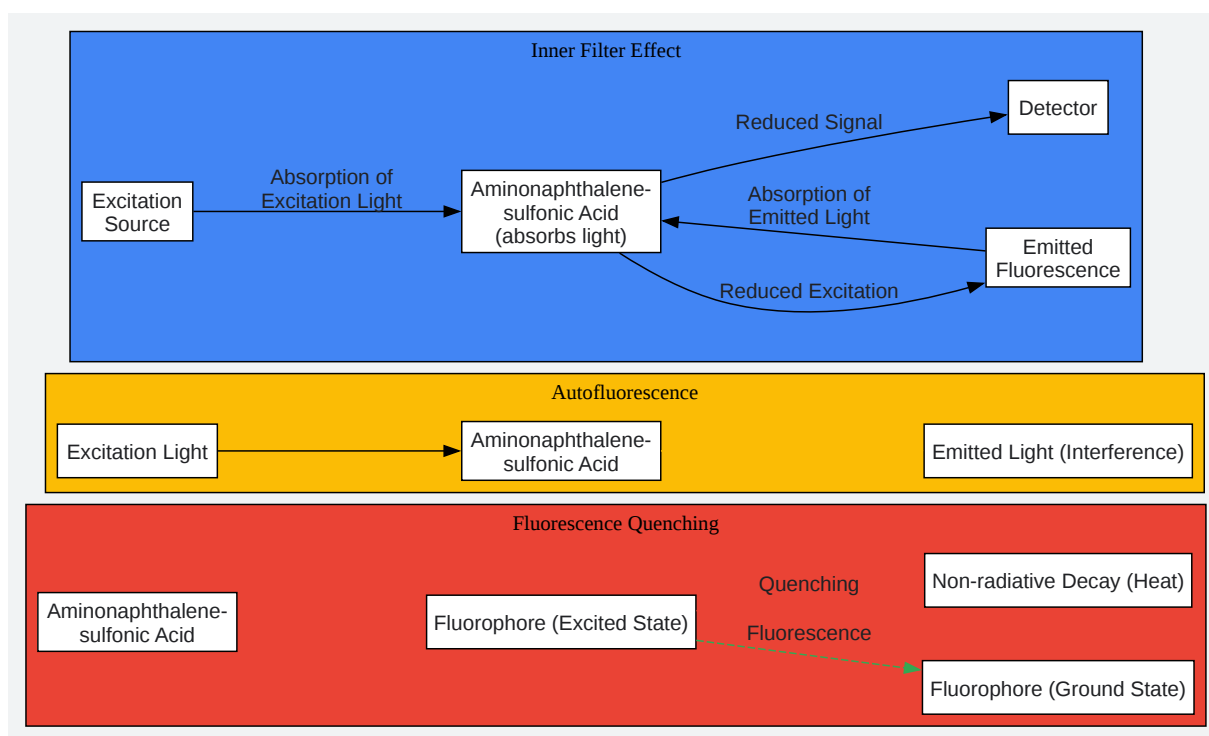 Inner Filter Effect
Detector
Reduced Signal
Absorption of
Excitation Light
Excitation
Source
Aminonaphthalene-
sulfonic Acid
(absorbs light)
Absorption of
Emitted Light
Emitted
Fluorescence
Reduced Excitation
Autofluorescence
Excitation Light
Aminonaphthalene-
sulfonic Acid
Emitted Light (Interference)
Fluorescence Quenching
Aminonaphthalene-
sulfonic Acid
Fluorophore (Excited State)
Quenching
Fluorescence
Non-radiative Decay (Heat)
Fluorophore (Ground State)